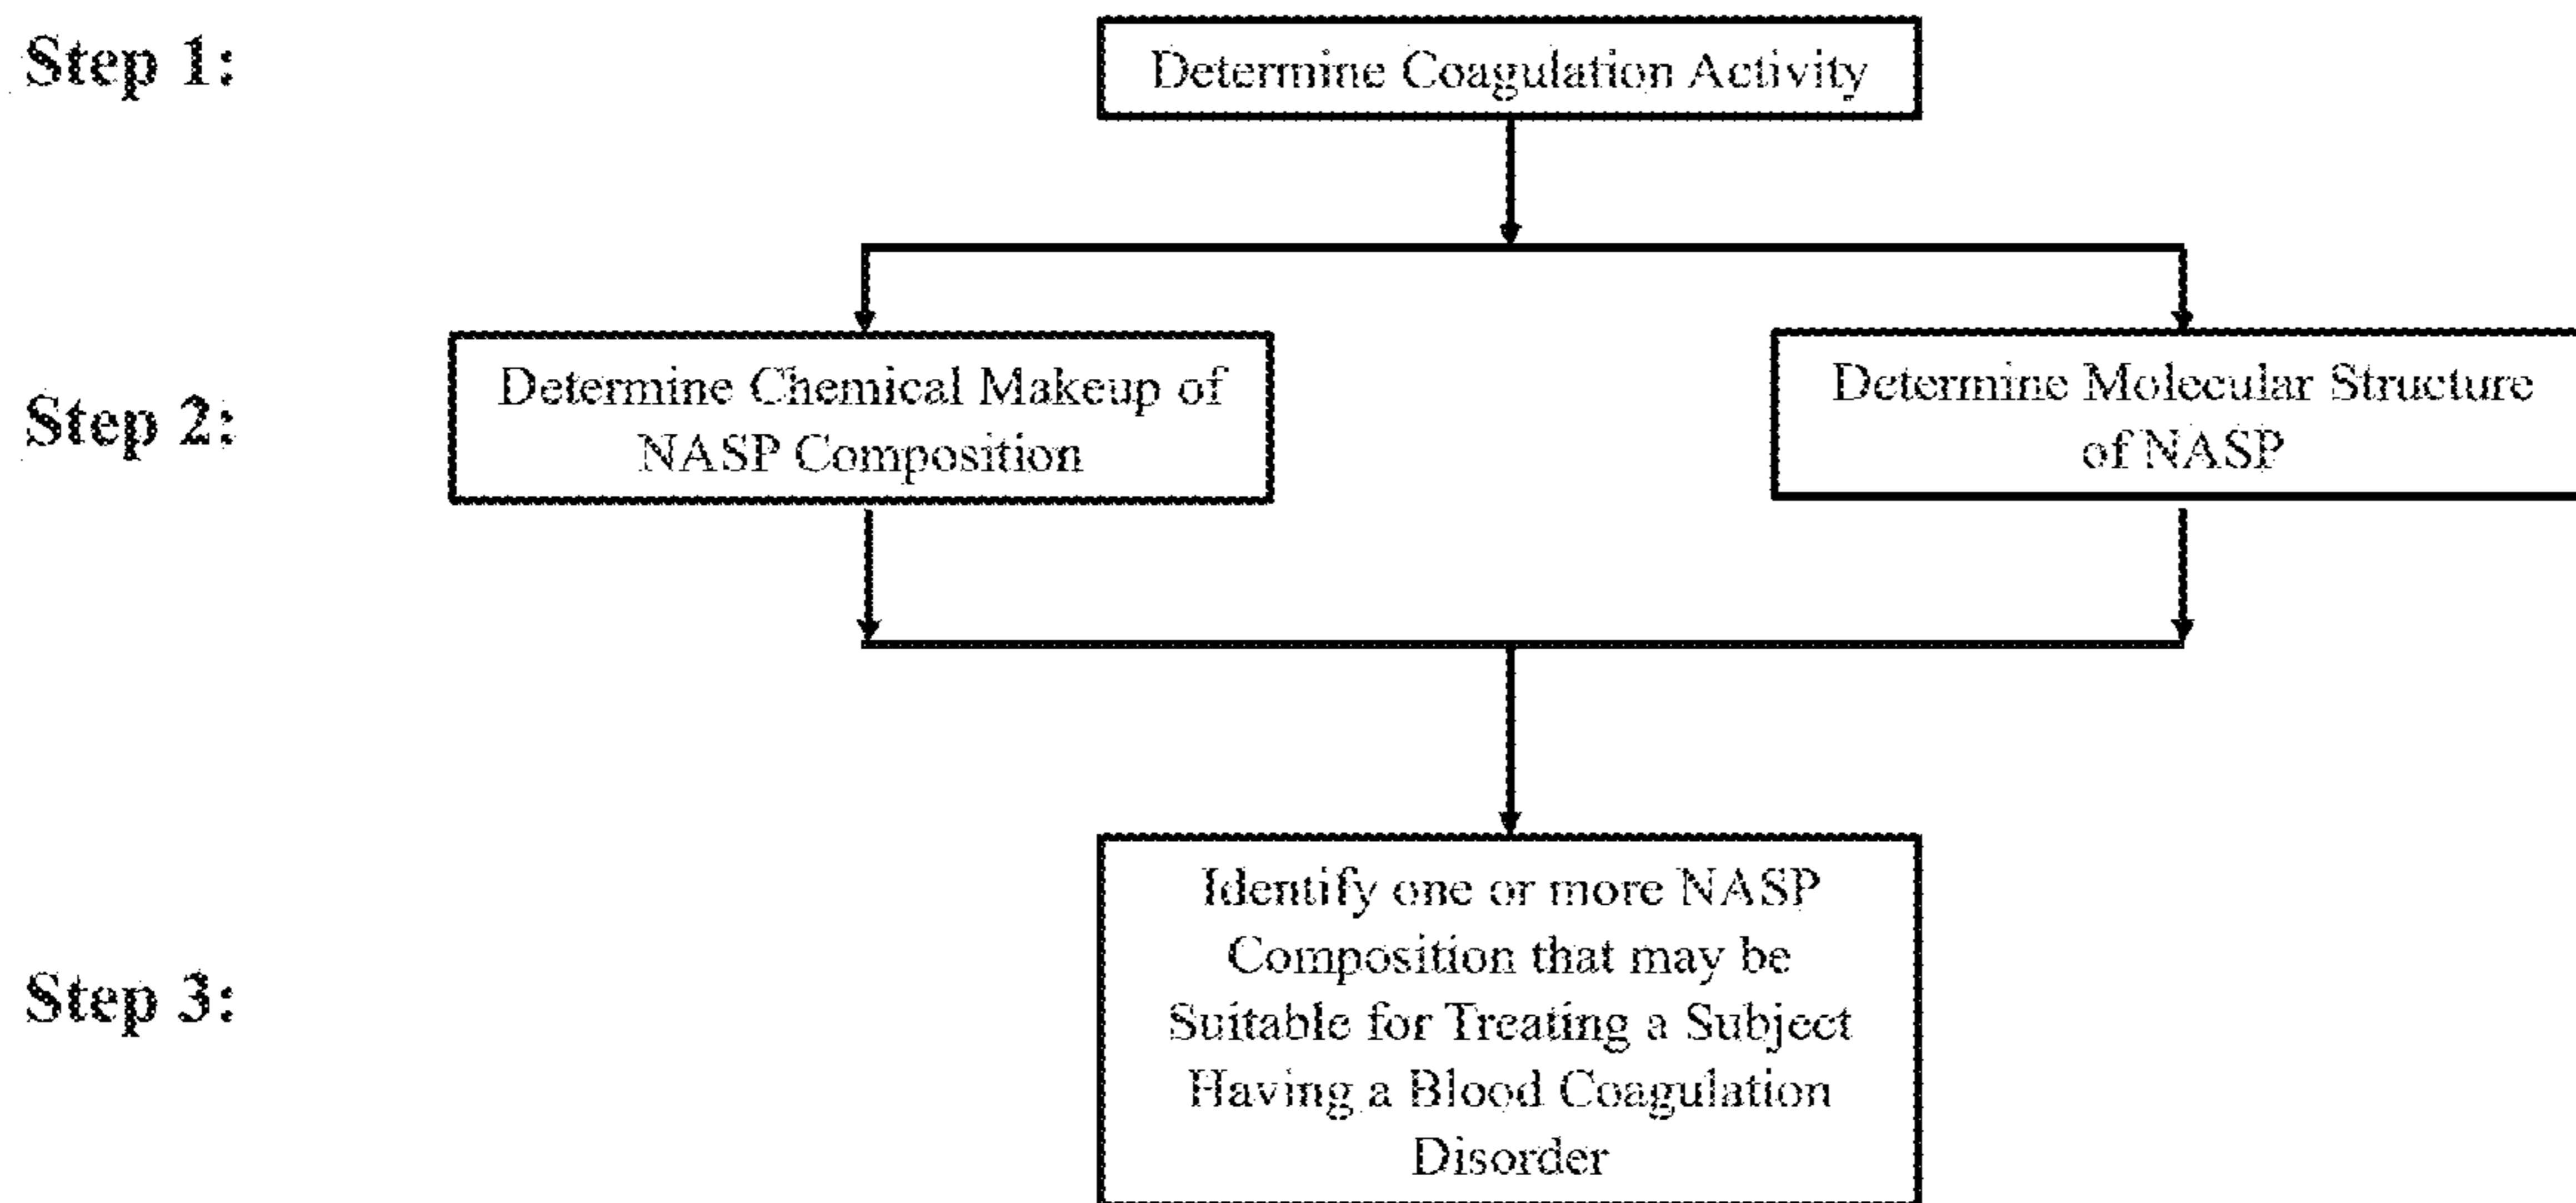 Step 1:
Determine Coagulation Activity
Step 2:
Determine Chemical Makeup of
NASP Composition
Determine Molecular Structure
of NASP
Step 3:
Identify one or more NASP
Composition that may be
Suitable for Treating a Subject
Having a Blood Coagulation
Disorder